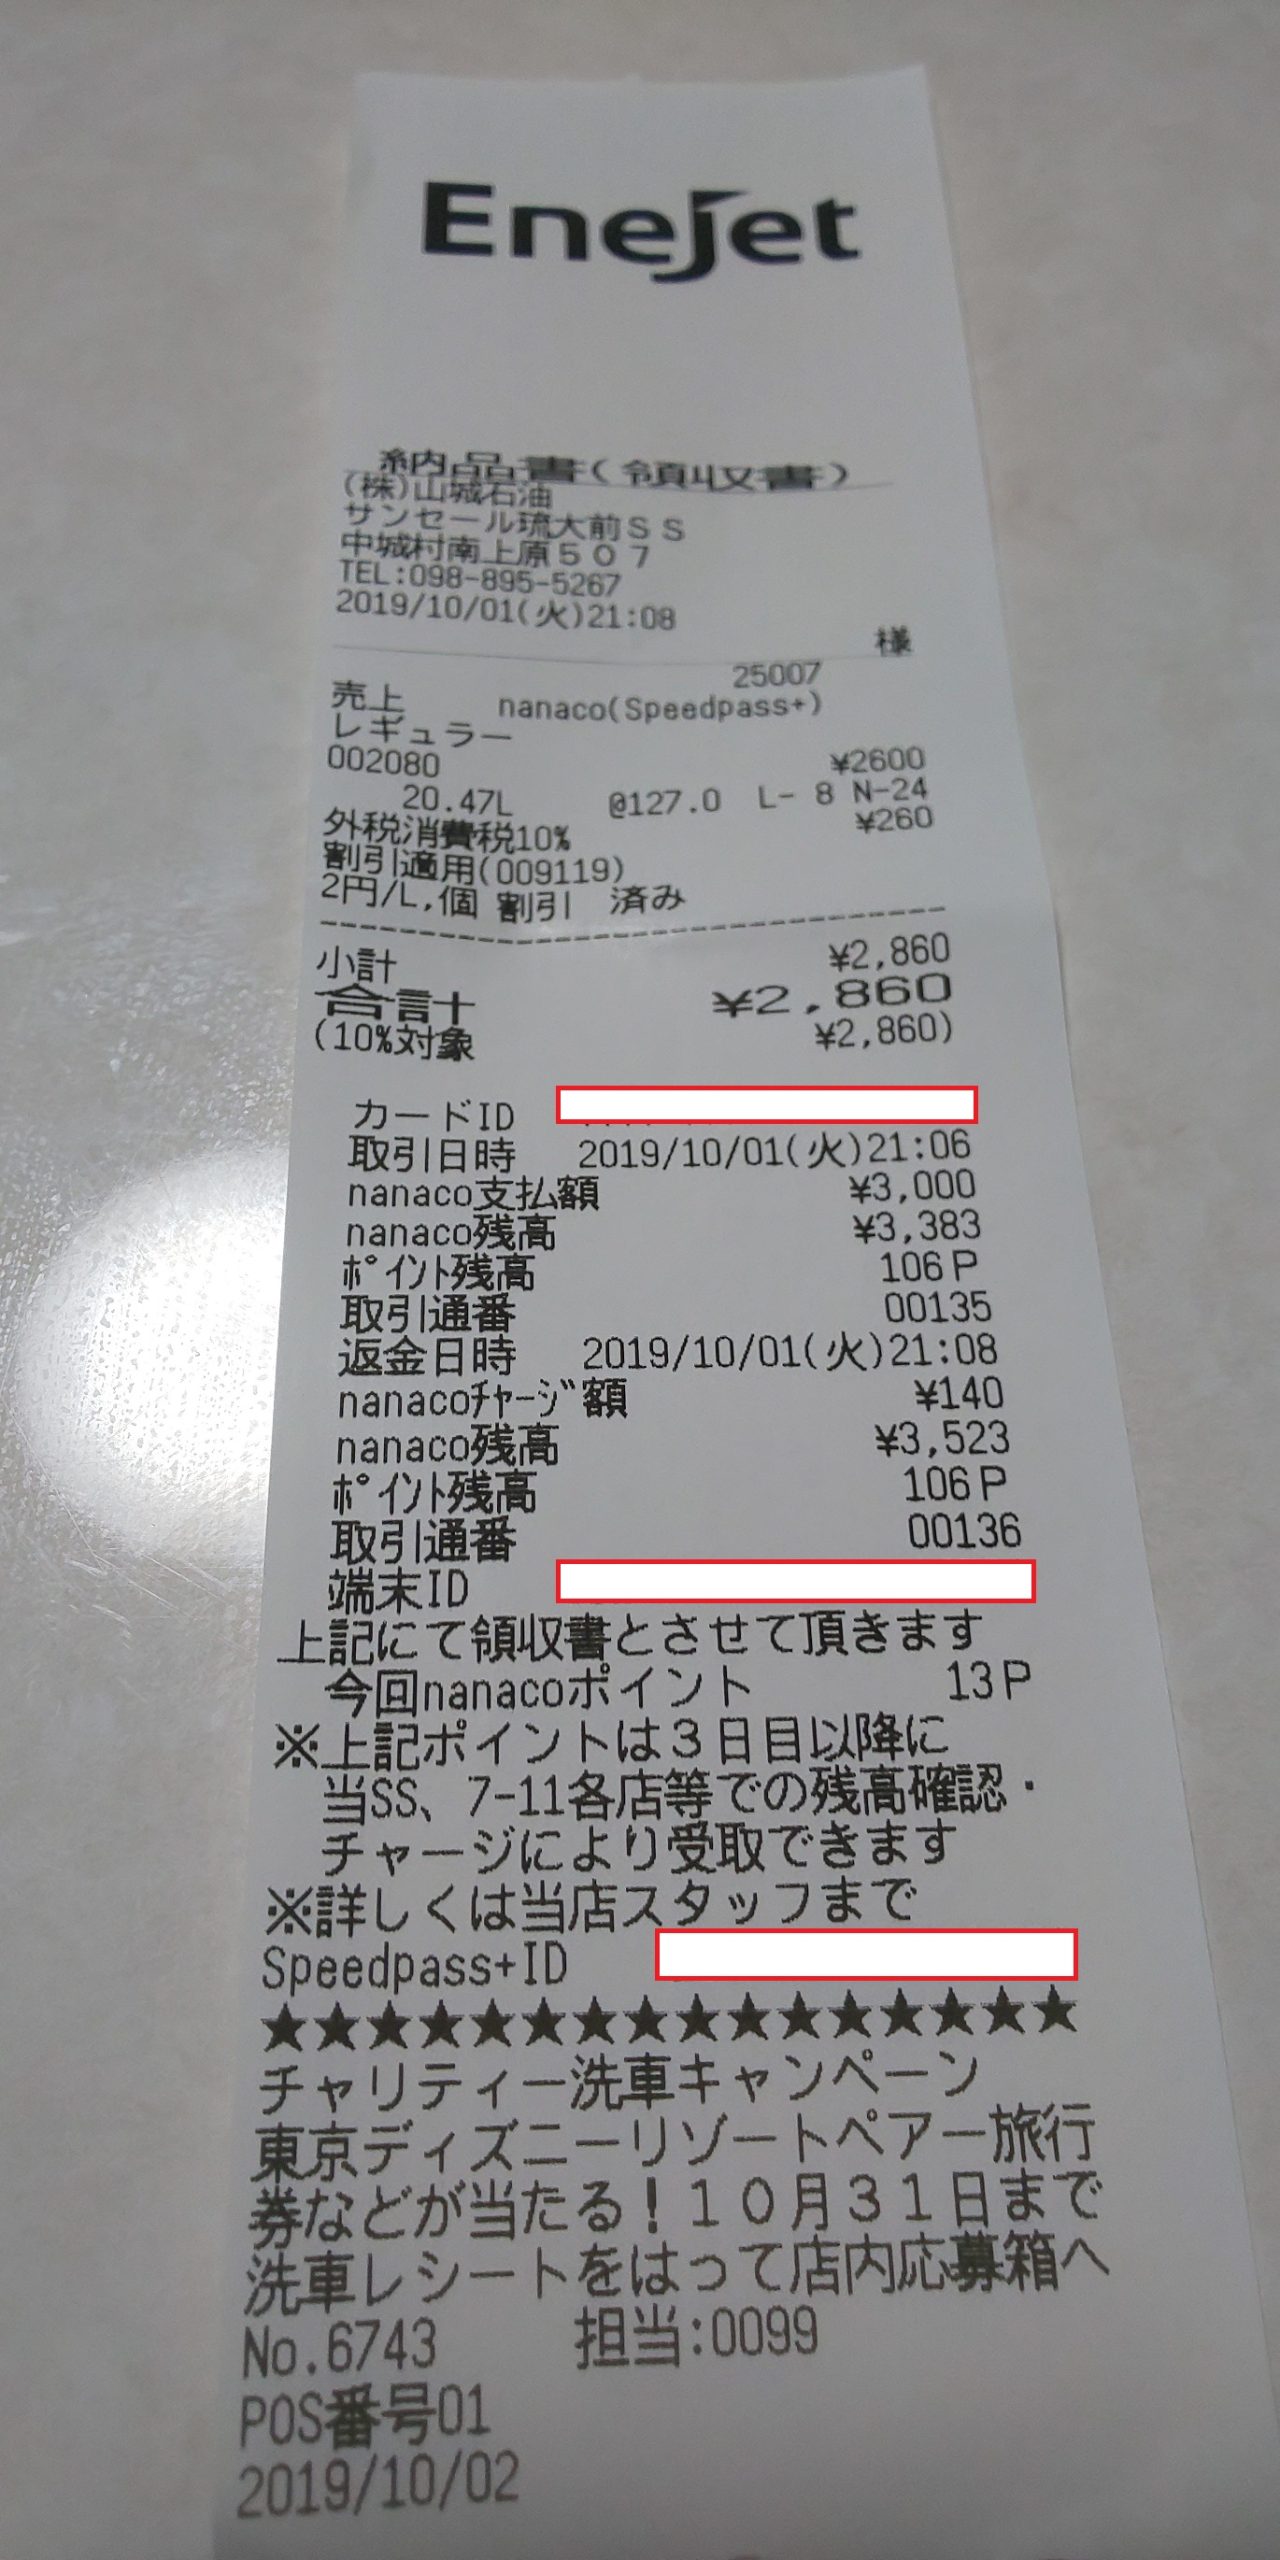 Enejet
納品書(領収書)
(株)山城石油
サンセール琉大前SS
中城村南上原507
TEL:098-895-5267
2019/10/01(火)21:08
様
25007
売上 nanaco(Speedpass+)
レギュラー
002080 ¥2600
20.47L @127.0 L- 8 N-24
外税消費税10% ¥260
割引適用(009119)
2円/L,個 割引 済み
小計 ¥2,860
合計 ¥2,860
(10%対象 ¥2,860)
カードID
取引日時 2019/10/01(火)21:06
nanaco支払額 ¥3,000
nanaco残高 ¥3,383
ポイント残高 106P
取引通番 00135
返金日時 2019/10/01(火)21:08
nanacoチャージ額 ¥140
nanaco残高 ¥3,523
ポイント残高 106P
取引通番 00136
端末ID
上記にて領収書とさせて頂きます
今回nanacoポイント 13P
※上記ポイントは3日目以降に
当SS、7-11各店等での残高確認・
チャージにより受取できます
※詳しくは当店スタッフまで
Speedpass+ID
★★★★★★★★★★★★★★★★
チャリティー洗車キャンペーン
東京ディズニーリゾートペアー旅行
券などが当たる!10月31日まで
洗車レシートをはって店内応募箱へ
No.6743 担当:0099
POS番号01
2019/10/02